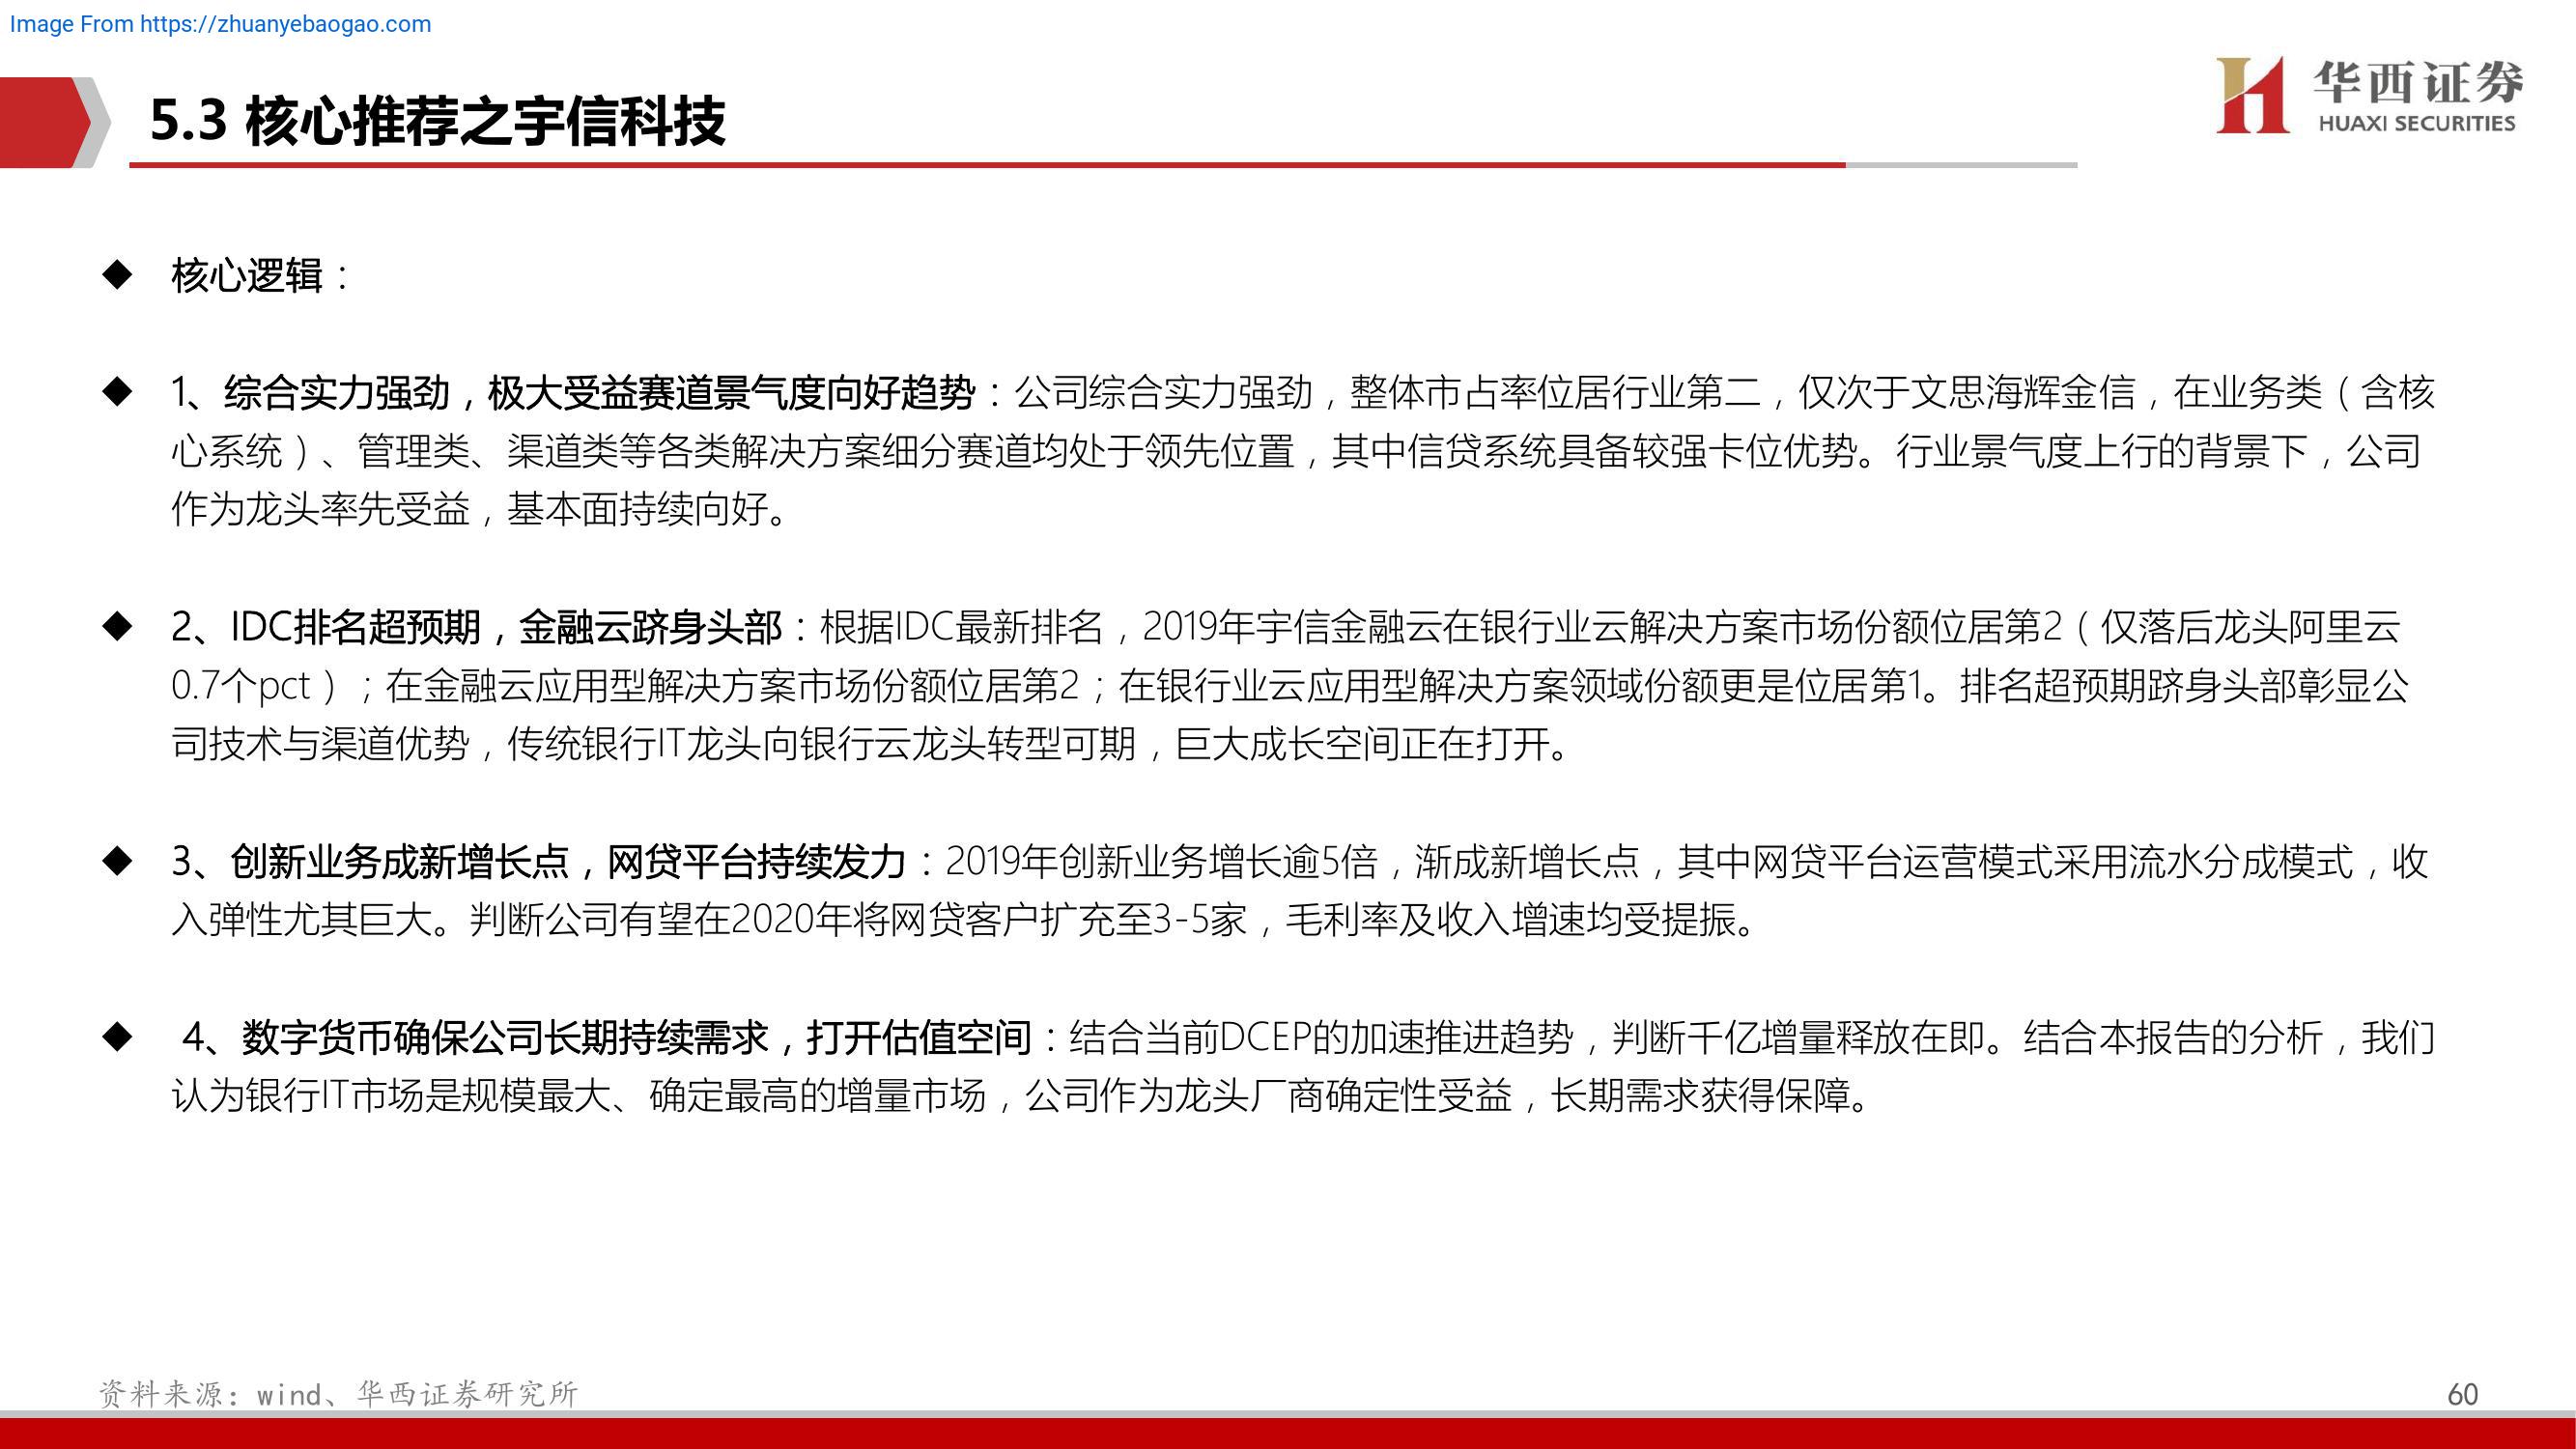 Image From https://zhuanyebaogao.com
5.3 核心推荐之宇信科技
华西证券
HUAXI SECURITIES
◆ 核心逻辑：
◆ 1、综合实力强劲，极大受益赛道景气度向好趋势：公司综合实力强劲，整体市占率位居行业第二，仅次于文思海辉金信，在业务类（含核
心系统）、管理类、渠道类等各类解决方案细分赛道均处于领先位置，其中信贷系统具备较强卡位优势。行业景气度上行的背景下，公司
作为龙头率先受益，基本面持续向好。
◆ 2、IDC排名超预期，金融云跻身头部：根据IDC最新排名，2019年宇信金融云在银行业云解决方案市场份额位居第2（仅落后龙头阿里云
0.7个pct）；在金融云应用型解决方案市场份额位居第2；在银行业云应用型解决方案领域份额更是位居第1。排名超预期跻身头部彰显公
司技术与渠道优势，传统银行IT龙头向银行云龙头转型可期，巨大成长空间正在打开。
◆ 3、创新业务成新增长点，网贷平台持续发力：2019年创新业务增长逾5倍，渐成新增长点，其中网贷平台运营模式采用流水分成模式，收
入弹性尤其巨大。判断公司有望在2020年将网贷客户扩充至3-5家，毛利率及收入增速均受提振。
◆ 4、数字货币确保公司长期持续需求，打开估值空间：结合当前DCEP的加速推进趋势，判断千亿增量释放在即。结合本报告的分析，我们
认为银行IT市场是规模最大、确定最高的增量市场，公司作为龙头厂商确定性受益，长期需求获得保障。
资料来源：wind、华西证券研究所
60